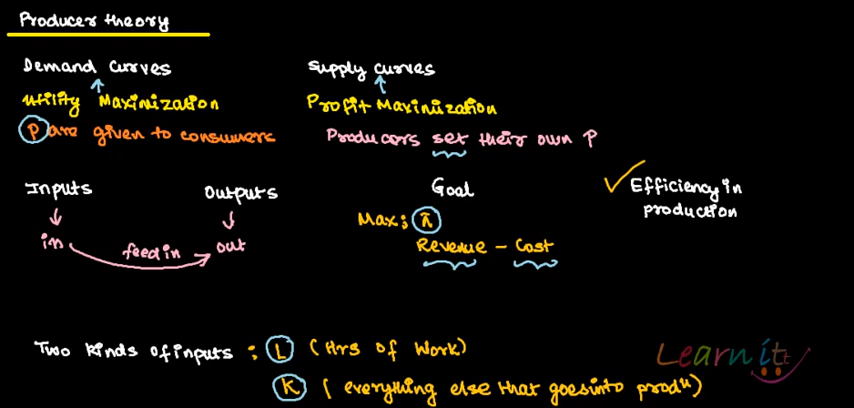 Producer theory
Demand curves
Utility Maximization
P are given to consumers
Supply curves
Profit Maximization
Producers set their own P
Inputs
in
feed in
Outputs
out
Goal
Max: π
Revenue - Cost
Efficiency in
production
Two kinds of inputs : L (Hrs of Work)
K ( everything else that goes into prodⁿ)
Learnitt